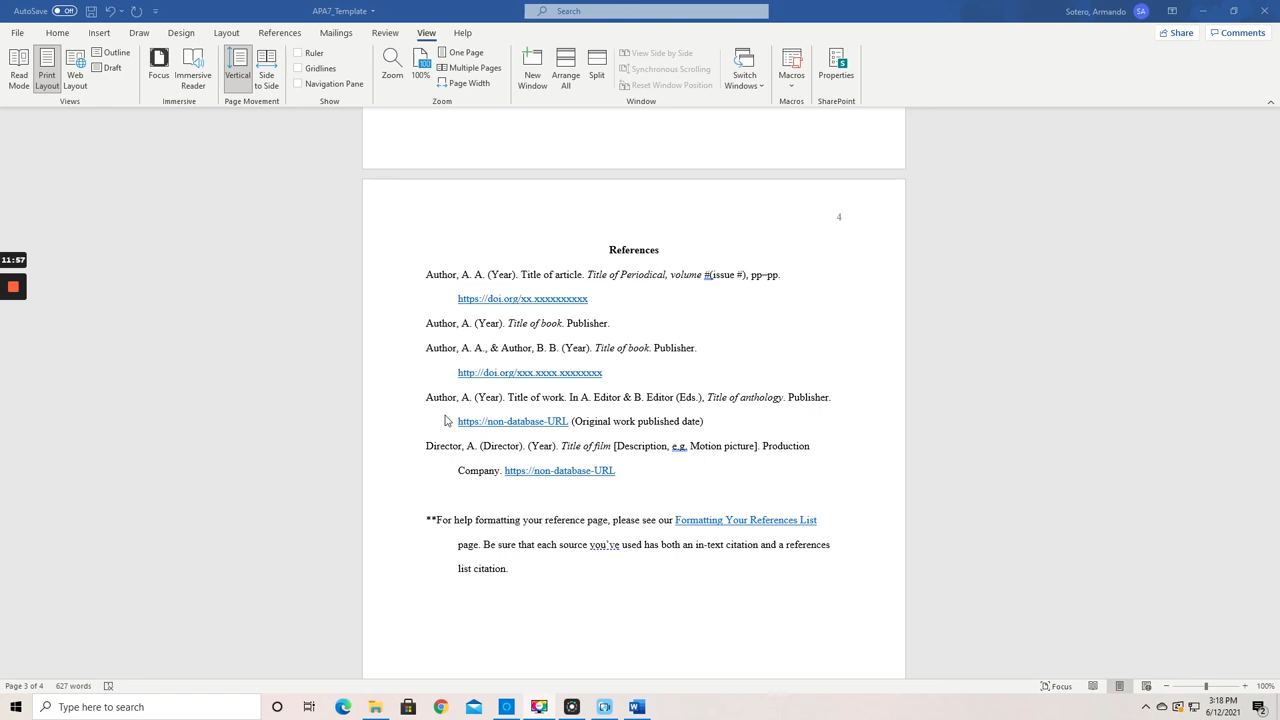 AutoSave Off APA7_Template Search Sotero, Armando SA
File Home Insert Draw Design Layout References Mailings Review View Help Share Comments
Read Mode Print Layout Web Layout Outline Draft Focus Immersive Reader Vertical Side to Side Ruler Gridlines Navigation Pane Zoom 100 100% One Page Multiple Pages Page Width New Window Arrange All Split View Side by Side Synchronous Scrolling Reset Window Position Switch Windows Macros Properties
Views Immersive Page Movement Show Zoom Window Macros SharePoint
4
11:57
References
Author, A. A. (Year). Title of article. Title of Periodical, volume #(issue #), pp–pp.
https://doi.org/xx.xxxxxxxxxx
Author, A. (Year). Title of book. Publisher.
Author, A. A., & Author, B. B. (Year). Title of book. Publisher.
http://doi.org/xxx.xxxx.xxxxxxxx
Author, A. (Year). Title of work. In A. Editor & B. Editor (Eds.), Title of anthology. Publisher.
https://non-database-URL (Original work published date)
Director, A. (Director). (Year). Title of film [Description, e.g. Motion picture]. Production
Company. https://non-database-URL
**For help formatting your reference page, please see our Formatting Your References List
page. Be sure that each source you've used has both an in-text citation and a references
list citation.
Page 3 of 4 627 words Focus 100%
Type here to search 3:18 PM
6/12/2021